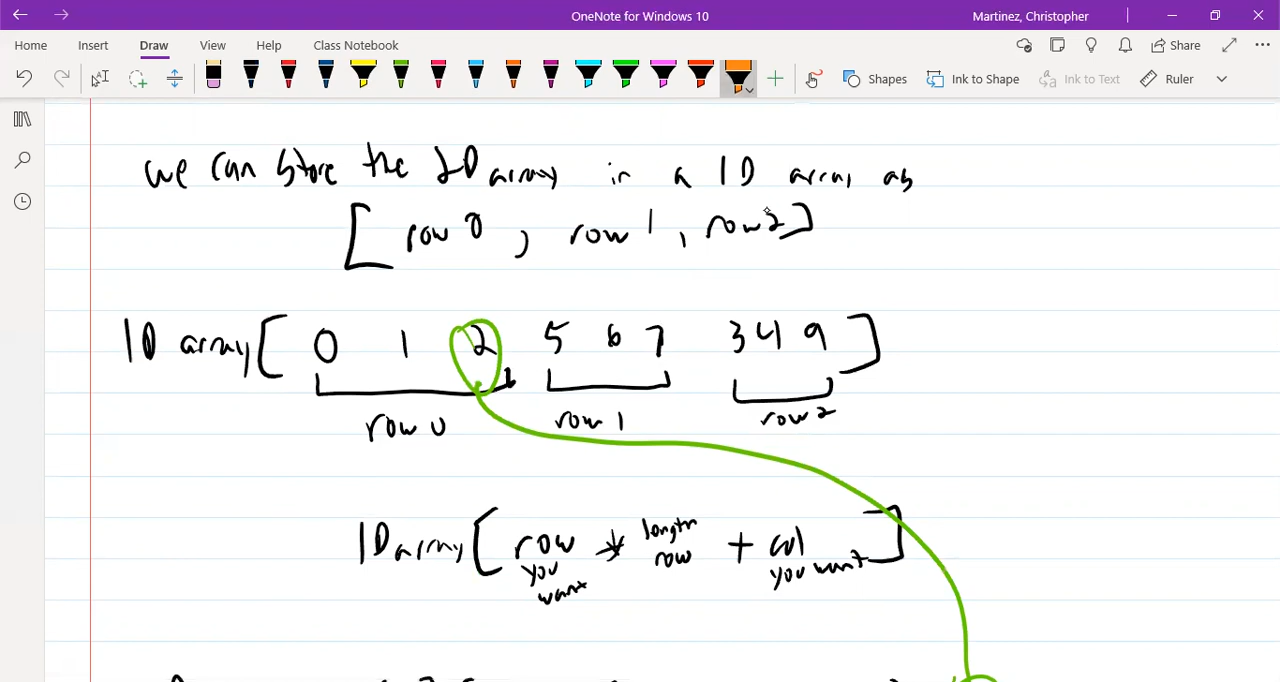 OneNote for Windows 10
Martinez, Christopher
Home Insert Draw View Help Class Notebook Share
Shapes Ink to Shape Ink to Text Ruler
we can store the 2D array in a 1D array as
[ row 0 , row 1 , row 2 ]
1D array [ 0 1 2 5 6 7 3 4 9 ]
row 0 row 1 row 2
1D array [ row you want * length row + col you want ]